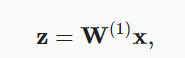 𝐳 = 𝐖⁽¹⁾𝐱,